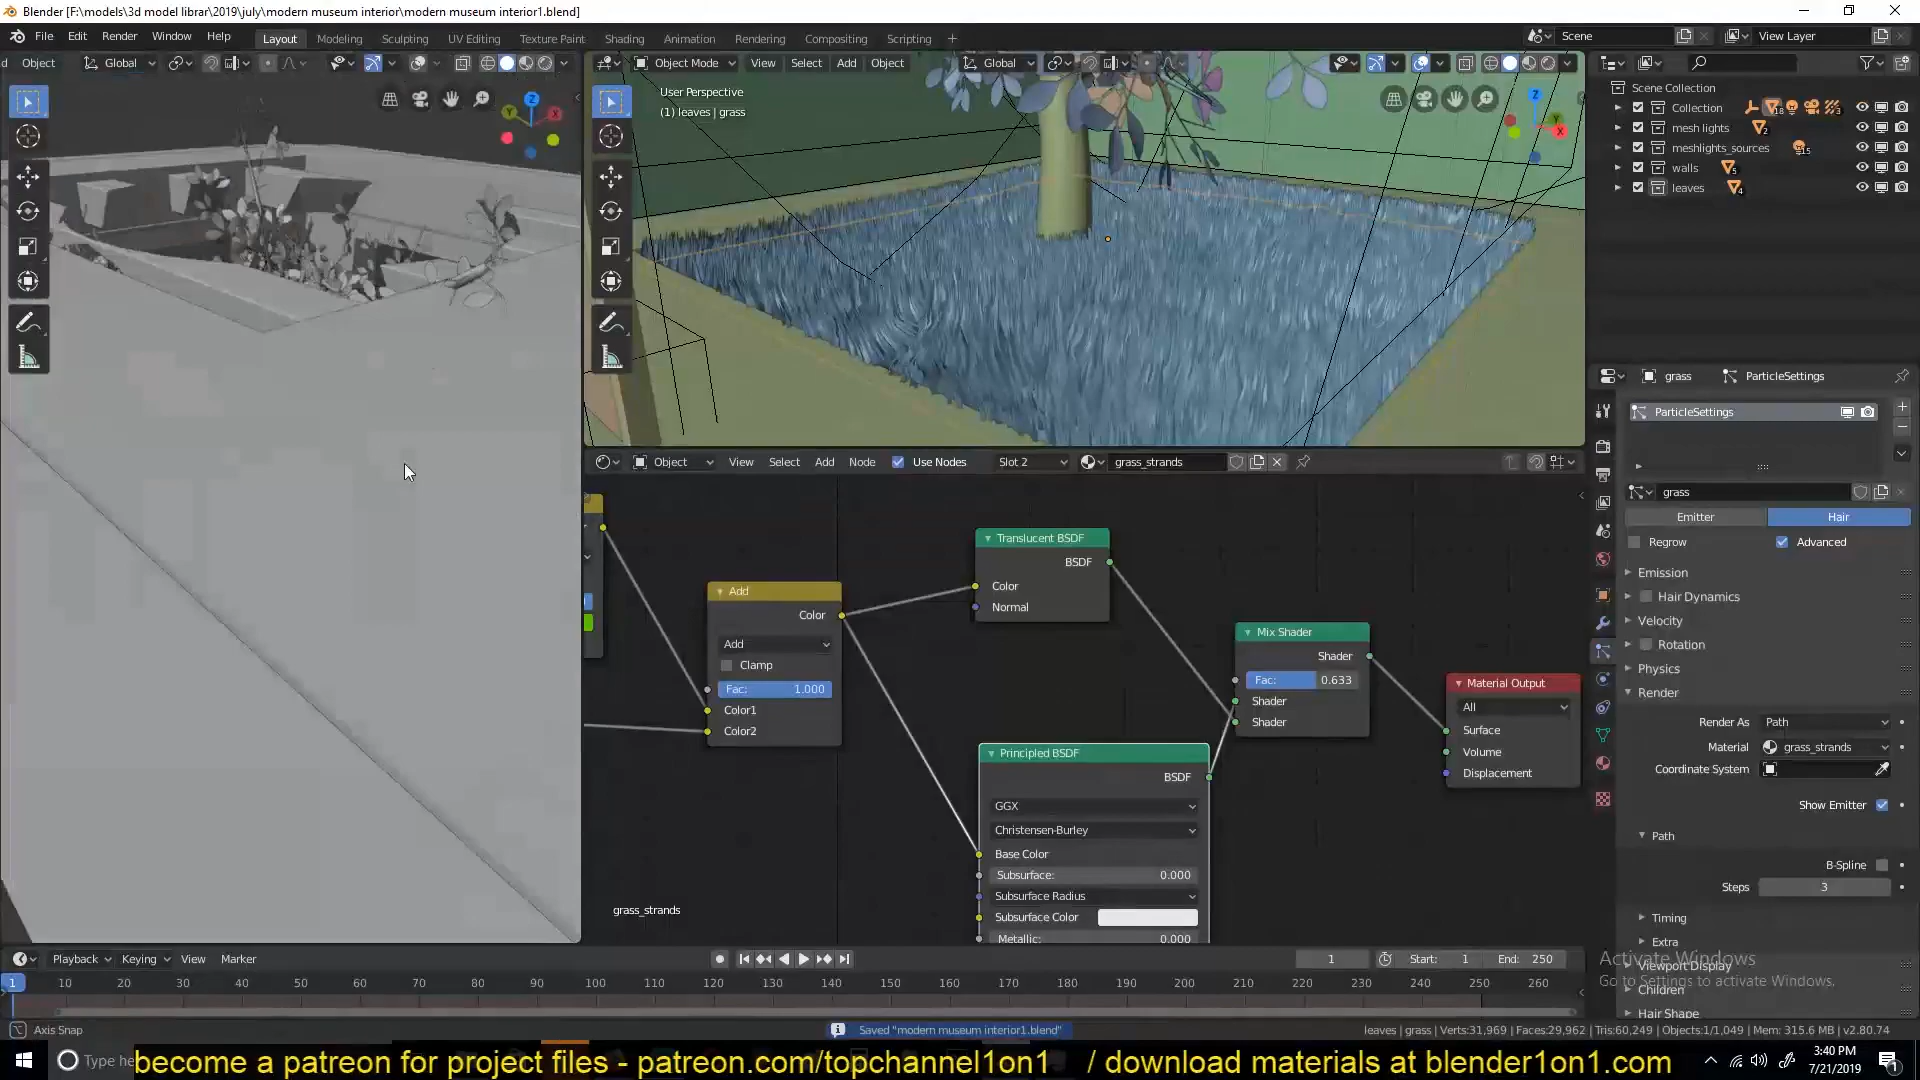 Blender [F:\models\3d model librar\2019\july\modern museum interior\modern museum interior1.blend]
File Edit Render Window Help Layout Modeling Sculpting UV Editing Texture Paint Shading Animation Rendering Compositing Scripting + Scene View Layer
d Object Global
Object Mode View Select Add Object Global
User Perspective
(1) leaves | grass
Scene Collection
Collection 18 3
mesh lights 2
meshlights_sources 15
walls 5
leaves 4
grass ParticleSettings
ParticleSettings
grass
Emitter Hair
Regrow Advanced
Emission
Hair Dynamics
Velocity
Rotation
Physics
Render
Render As Path
Material grass_strands
Coordinate System
Show Emitter
Path
B-Spline
Steps 3
Timing
Extra
Viewport Display
Children
Hair Shape
Activate Windows
Go to Settings to activate Windows.
Object View Select Add Node Use Nodes Slot 2 grass_strands
Add
Color
Add
Clamp
Fac: 1.000
Color1
Color2
Translucent BSDF
BSDF
Color
Normal
Principled BSDF
BSDF
GGX
Christensen-Burley
Base Color
Subsurface: 0.000
Subsurface Radius
Subsurface Color
Metallic: 0.000
Mix Shader
Shader
Fac: 0.633
Shader
Shader
Material Output
All
Surface
Volume
Displacement
grass_strands
Playback Keying View Marker 1 Start: 1 End: 250
1 10 20 30 40 50 60 70 80 90 100 110 120 130 140 150 160 170 180 190 200 210 220 230 240 250 260
Axis Snap Saved "modern museum interior1.blend" leaves | grass | Verts:31,969 | Faces:29,962 | Tris:60,249 | Objects:1/1,049 | Mem: 315.6 MB | v2.80.74
Type he
become a patreon for project files - patreon.com/topchannel1on1 / download materials at blender1on1.com
3:40 PM
7/21/2019
1